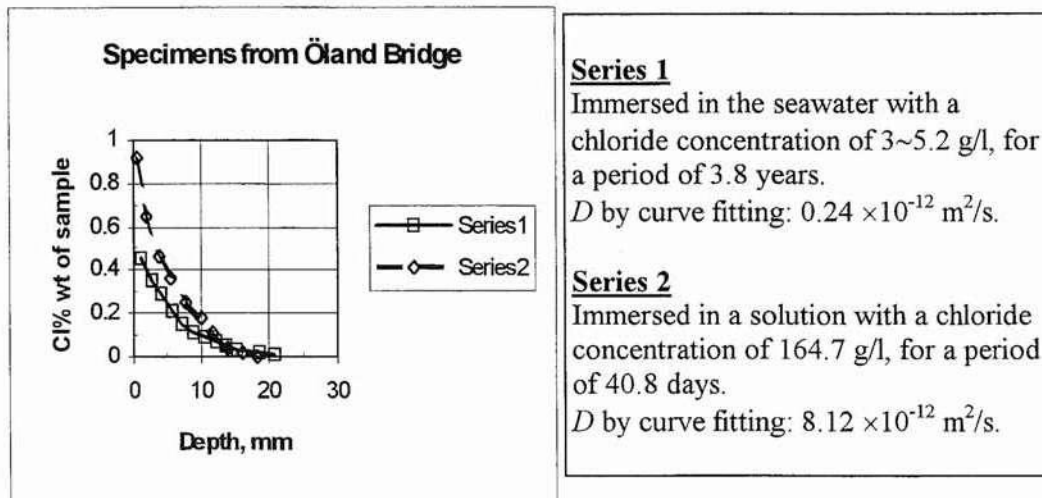 Specimens from Öland Bridge
Cl% wt of sample
1
0.8
0.6
0.4
0.2
0
0 10 20 30
Depth, mm
Series1
Series2
Series 1
Immersed in the seawater with a
chloride concentration of 3~5.2 g/l, for
a period of 3.8 years.
D by curve fitting: 0.24 ×10⁻¹² m²/s.
Series 2
Immersed in a solution with a chloride
concentration of 164.7 g/l, for a period
of 40.8 days.
D by curve fitting: 8.12 ×10⁻¹² m²/s.